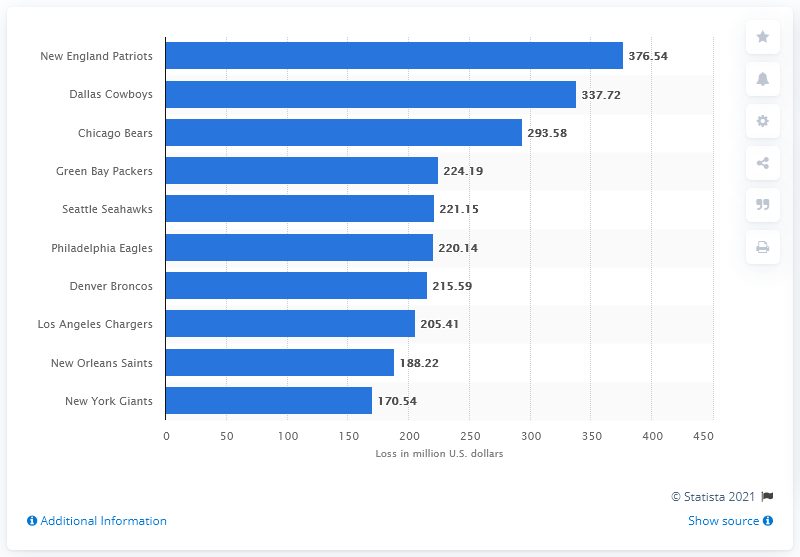 New England Patriots 376.54
Dallas Cowboys 337.72
Chicago Bears 293.58
Green Bay Packers 224.19
Seattle Seahawks 221.15
Philadelphia Eagles 220.14
Denver Broncos 215.59
Los Angeles Chargers 205.41
New Orleans Saints 188.22
New York Giants 170.54
0 50 100 150 200 250 300 350 400 450
Loss in million U.S. dollars
© Statista 2021
Additional Information
Show source